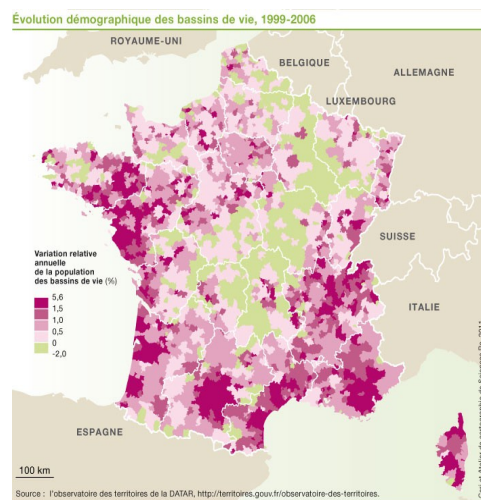 Évolution démographique des bassins de vie, 1999-2006
ROYAUME-UNI
BELGIQUE
ALLEMAGNE
LUXEMBOURG
SUISSE
Variation relative
annuelle
de la population
des bassins de vie (%)
5,6
1,5
1,0
0,5
0
-2,0
ITALIE
ESPAGNE
100 km
Source : l'observatoire des territoires de la DATAR, http://territoires.gouv.fr/observatoire-des-territoires.